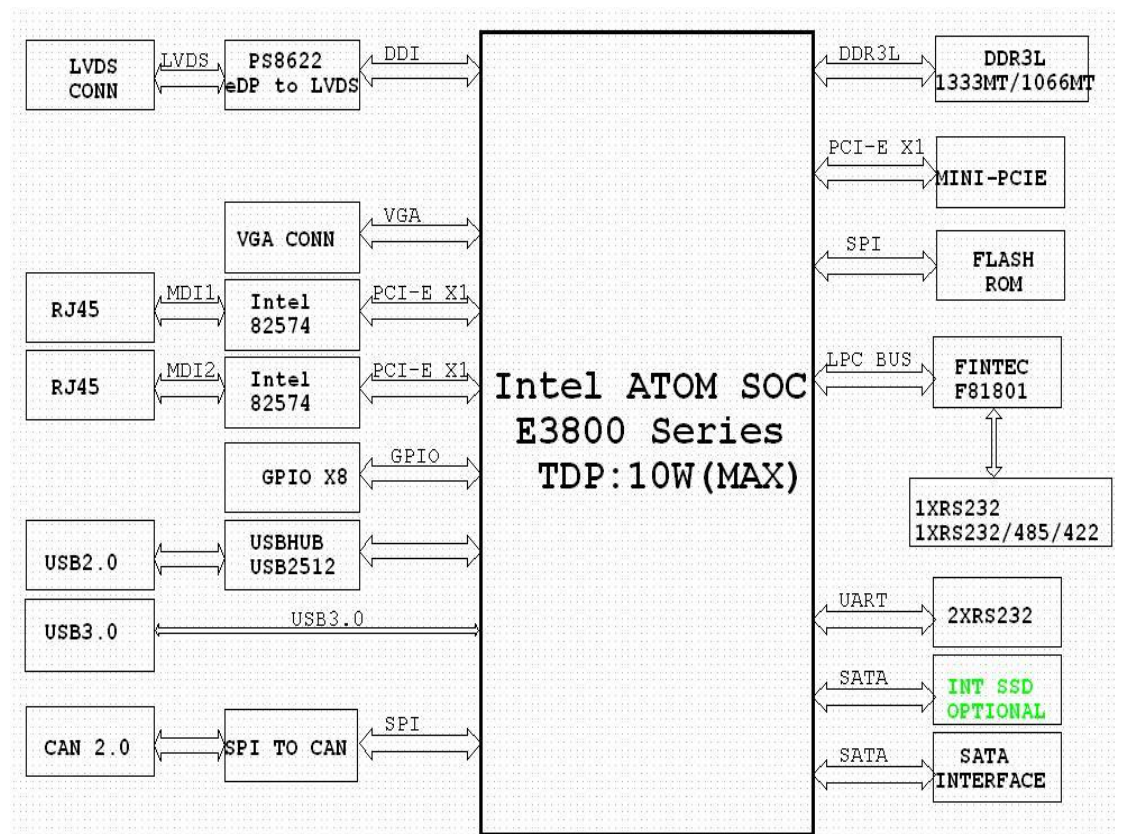 LVDS
CONN
LVDS
PS8622
eDP to LVDS
DDI
VGA CONN
VGA
RJ45
MDI1
Intel
82574
PCI-E X1
RJ45
MDI2
Intel
82574
PCI-E X1
GPIO X8
GPIO
USB2.0
USBHUB
USB2512
USB3.0
USB3.0
CAN 2.0
SPI TO CAN
SPI
Intel ATOM SOC
E3800 Series
TDP:10W(MAX)
DDR3L
DDR3L
1333MT/1066MT
PCI-E X1
MINI-PCIE
SPI
FLASH
ROM
LPC BUS
FINTEC
F81801
1XRS232
1XRS232/485/422
UART
2XRS232
SATA
INT SSD
OPTIONAL
SATA
SATA
INTERFACE